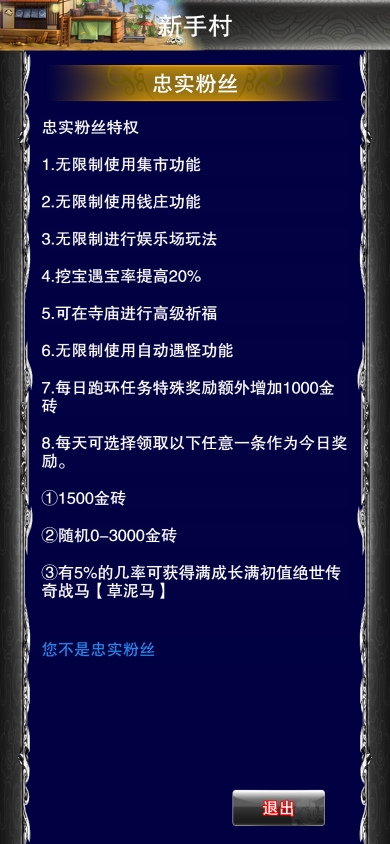 新手村
忠实粉丝
忠实粉丝特权
1.无限制使用集市功能
2.无限制使用钱庄功能
3.无限制进行娱乐场玩法
4.挖宝遇宝率提高20%
5.可在寺庙进行高级祈福
6.无限制使用自动遇怪功能
7.每日跑环任务特殊奖励额外增加1000金
砖
8.每天可选择领取以下任意一条作为今日奖
励。
①1500金砖
②随机0-3000金砖
③有5%的几率可获得满成长满初值绝世传
奇战马【草泥马】
您不是忠实粉丝
退出